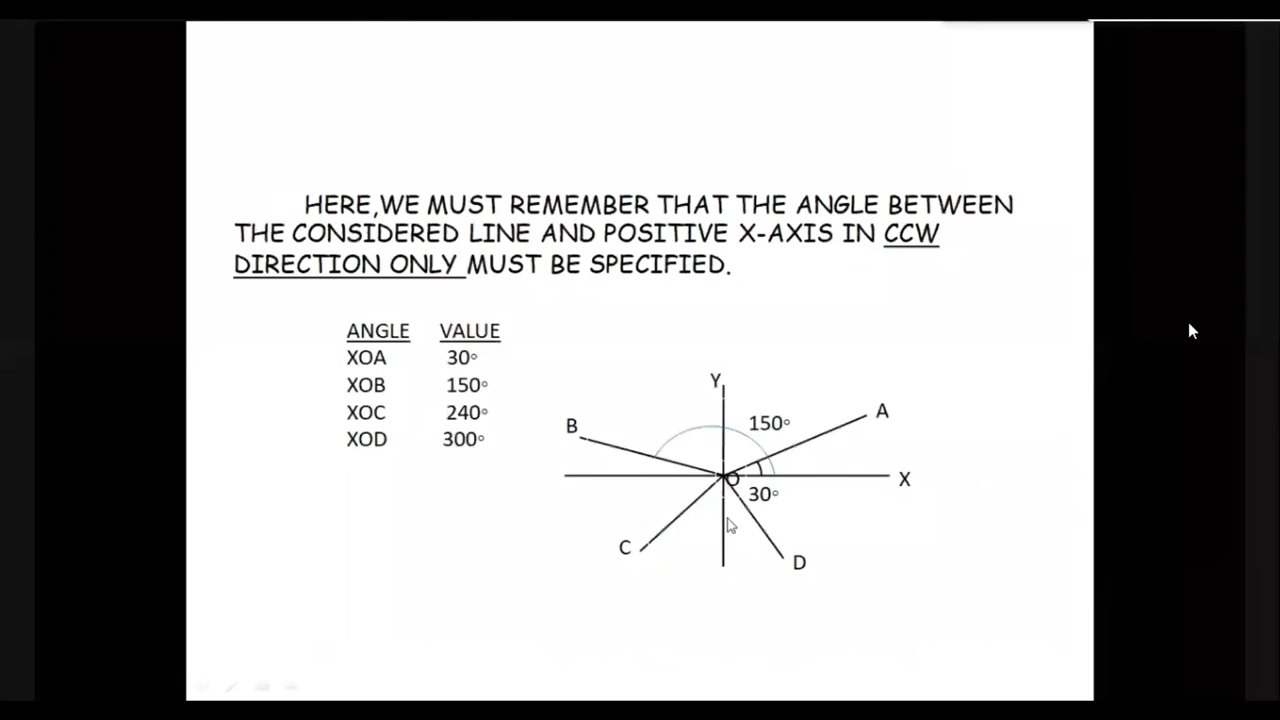 HERE,WE MUST REMEMBER THAT THE ANGLE BETWEEN
THE CONSIDERED LINE AND POSITIVE X-AXIS IN CCW
DIRECTION ONLY MUST BE SPECIFIED.
ANGLE VALUE
XOA 30°
XOB 150°
XOC 240°
XOD 300°
Y
A
150°
B
X
O
30°
C
D